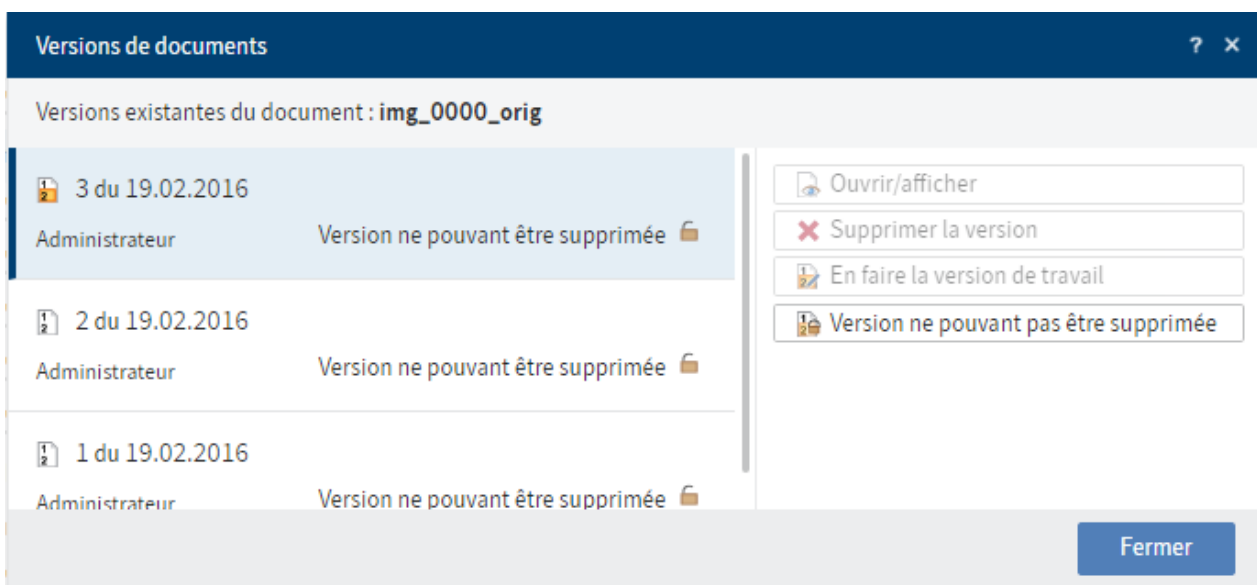 Versions de documents ? ×
Versions existantes du document : img_0000_orig
3 du 19.02.2016
Administrateur Version ne pouvant être supprimée
2 du 19.02.2016
Administrateur Version ne pouvant être supprimée
1 du 19.02.2016
Administrateur Version ne pouvant être supprimée
Ouvrir/afficher
Supprimer la version
En faire la version de travail
Version ne pouvant pas être supprimée
Fermer